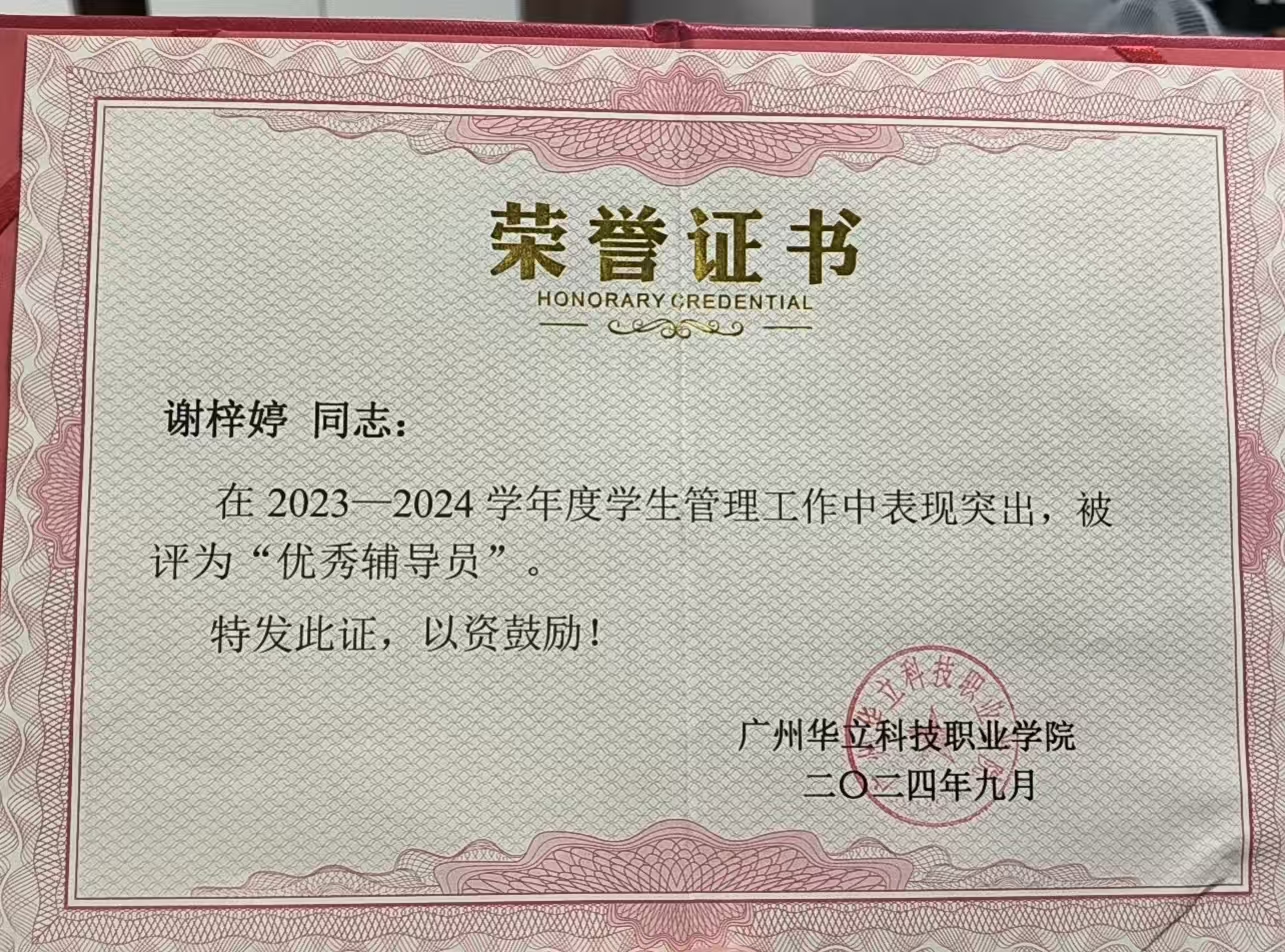 荣誉证书
HONORARY CREDENTIAL
谢梓婷 同志：
在 2023—2024 学年度学生管理工作中表现突出，被
评为“优秀辅导员”。
特发此证，以资鼓励！
广州华立科技职业学院
二〇二四年九月